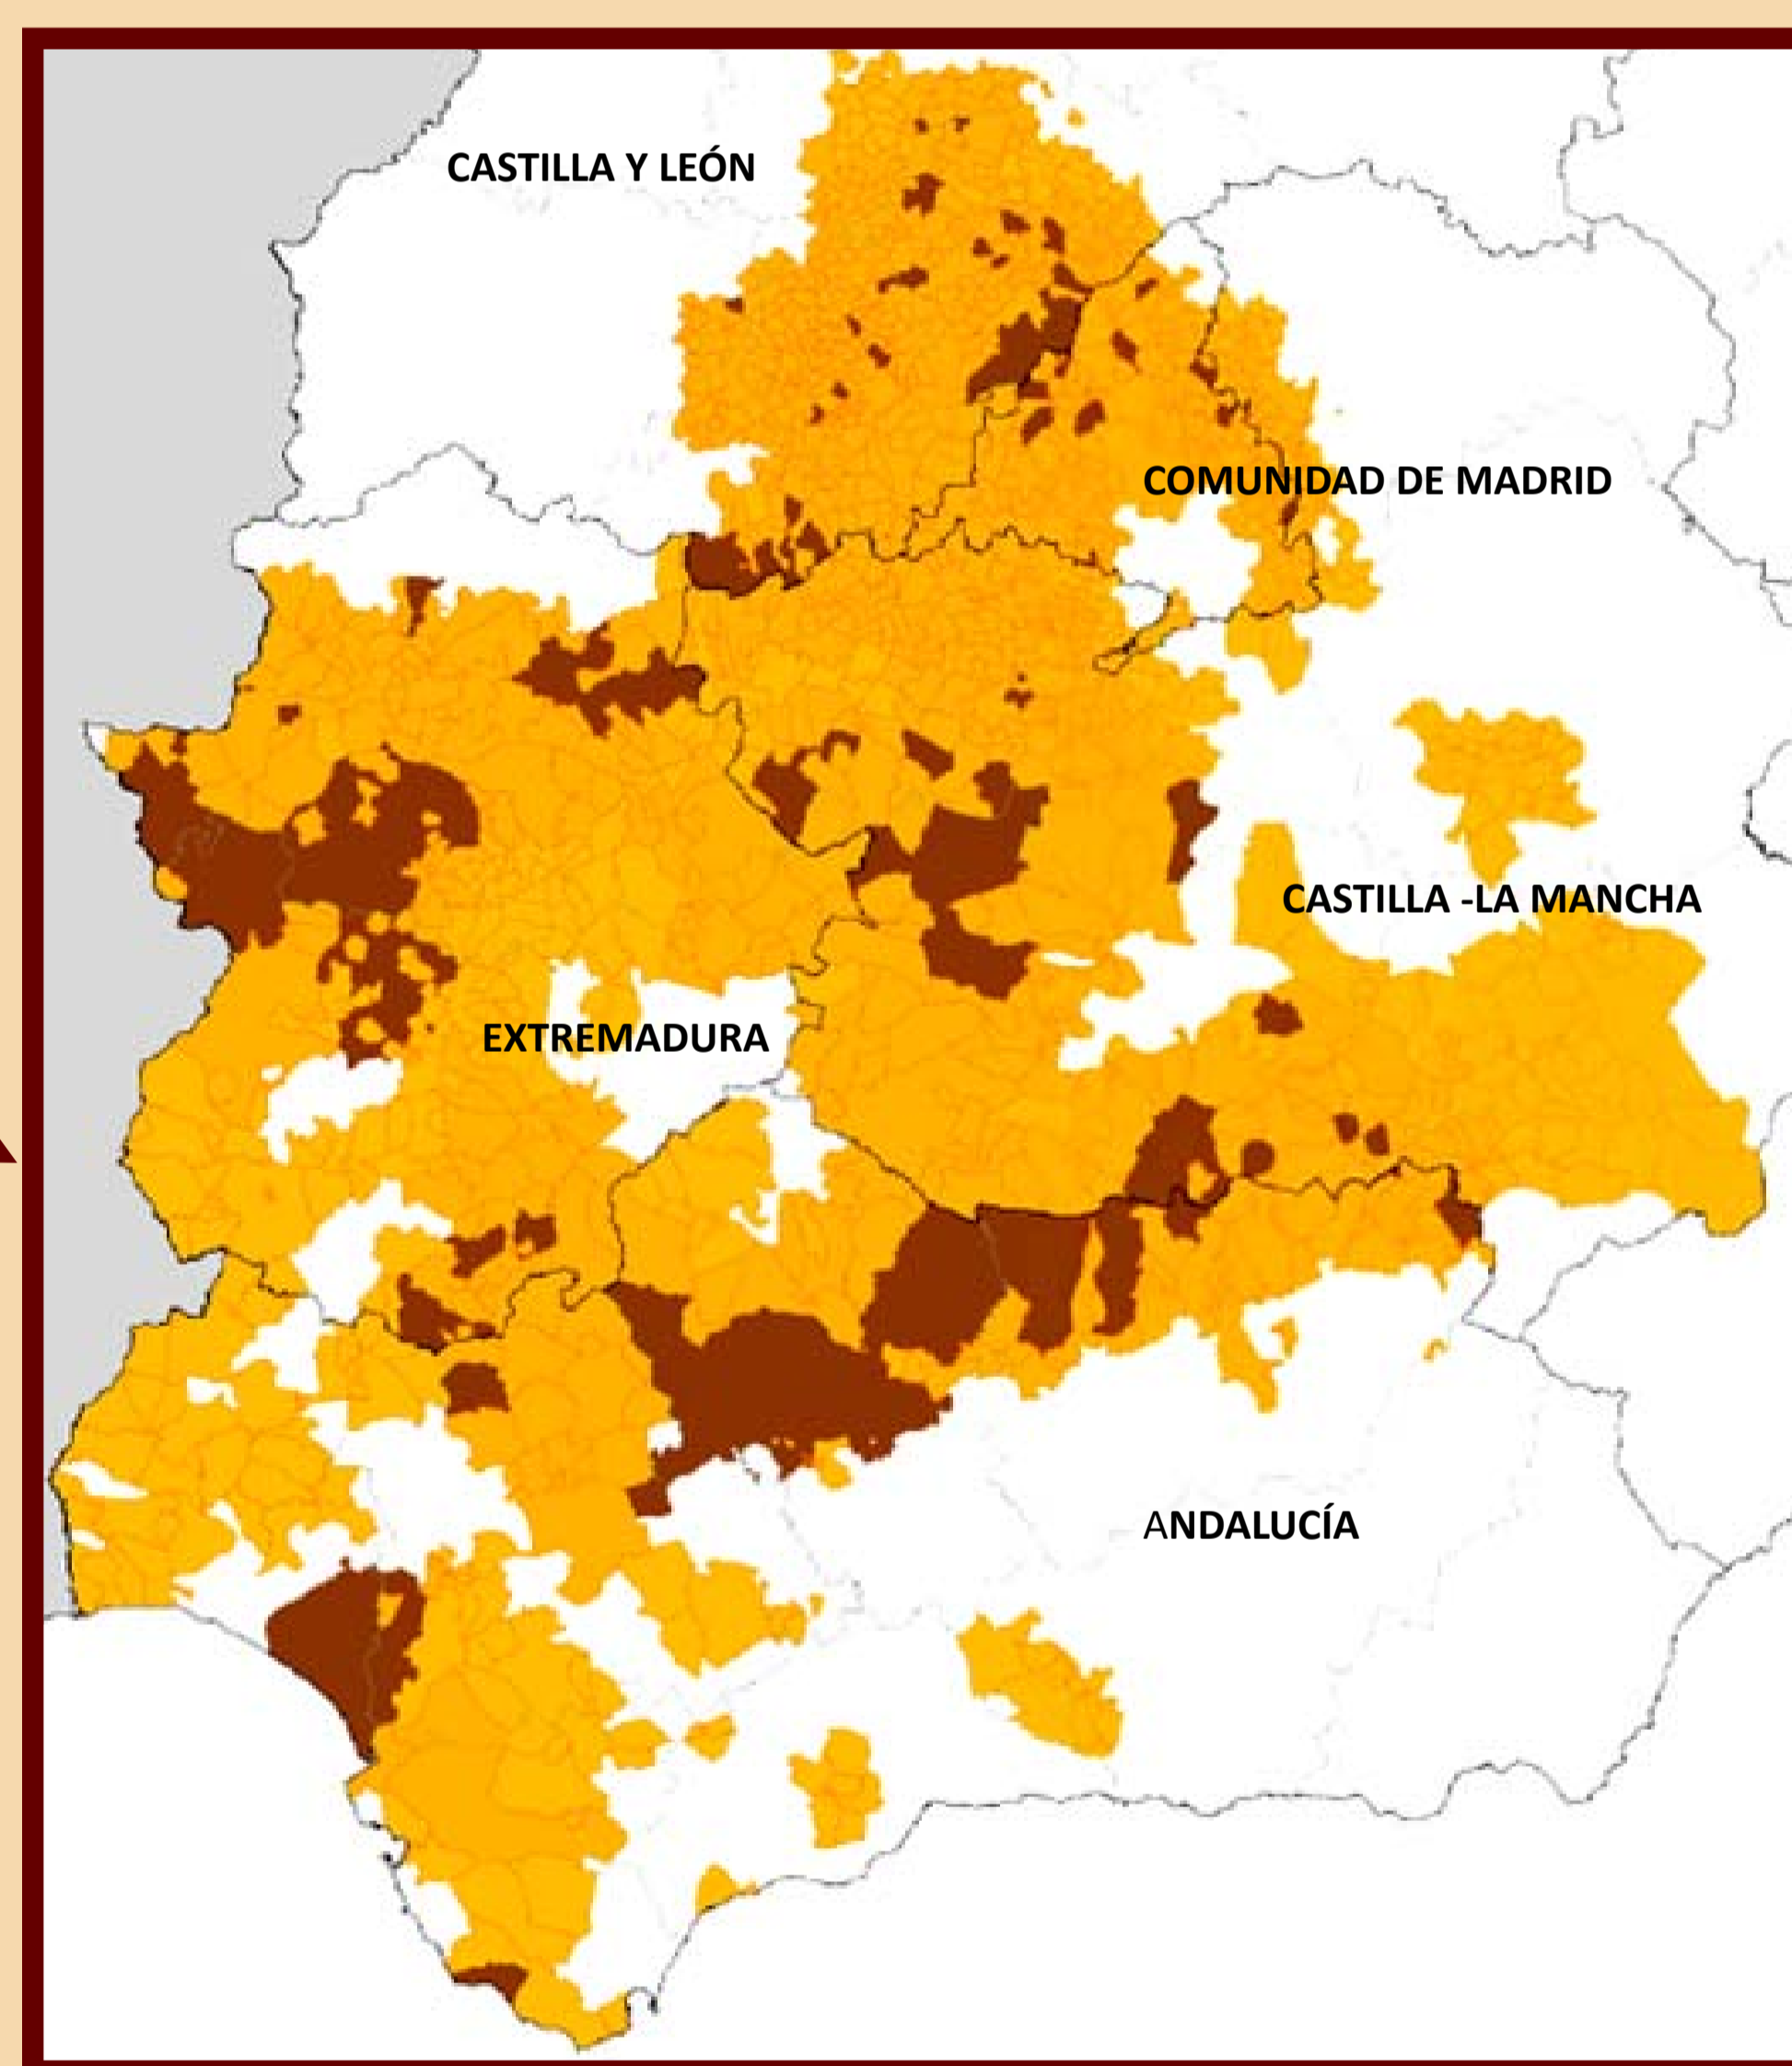 CASTILLA Y LEÓN
COMUNIDAD DE MADRID
CASTILLA -LA MANCHA
EXTREMADURA
ANDALUCÍA